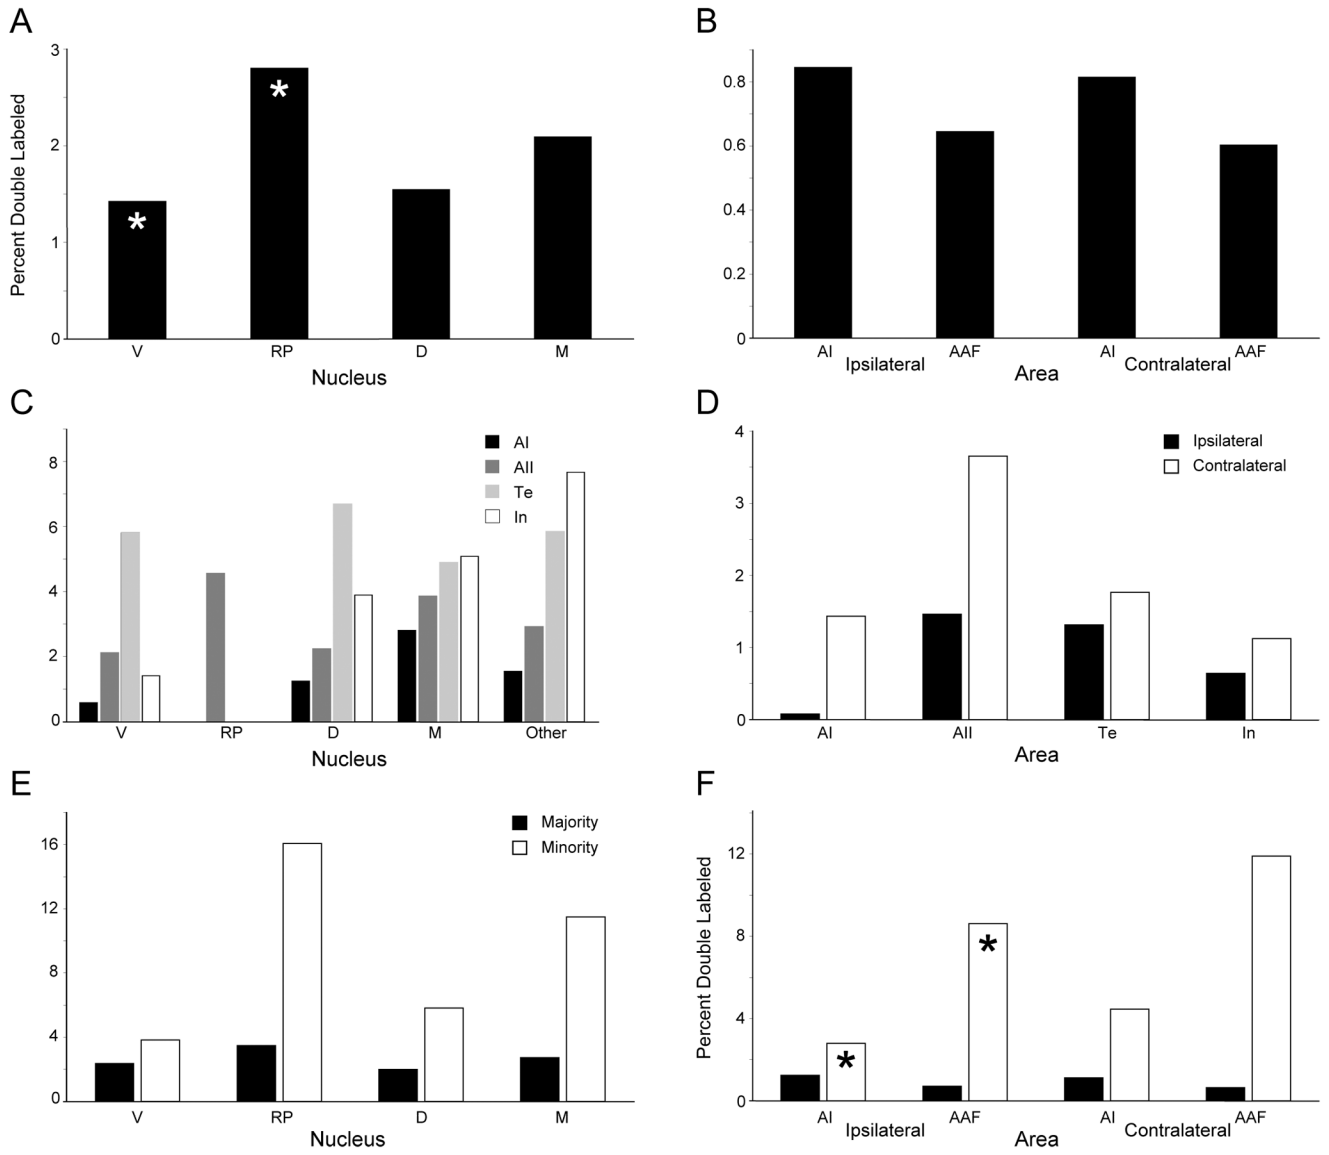 A
Percent Double Labeled
3
2
1
0
*
*
V RP D M
Nucleus
B
0.8
0.6
0.4
0.2
0
AI AAF AI AAF
Ipsilateral Contralateral
Area
C
8
6
4
2
0
AI
AII
Te
In
V RP D M Other
Nucleus
D
4
3
2
1
0
Ipsilateral
Contralateral
AI AII Te In
Area
E
16
12
8
4
0
Majority
Minority
V RP D M
Nucleus
F
Percent Double Labeled
12
8
4
0
*
*
AI AAF AI AAF
Ipsilateral Contralateral
Area